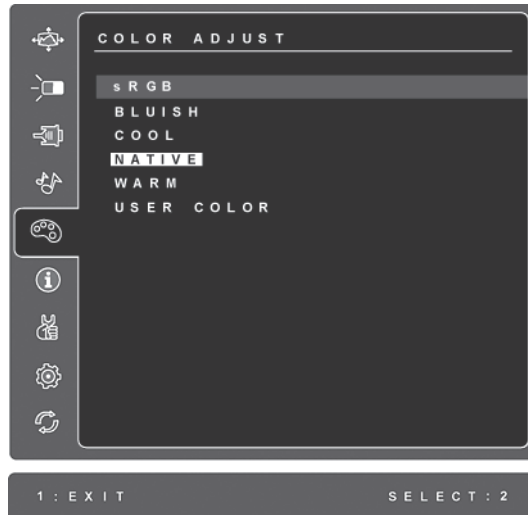 COLOR ADJUST
sRGB
BLUISH
COOL
NATIVE
WARM
USER COLOR
1:EXIT SELECT:2